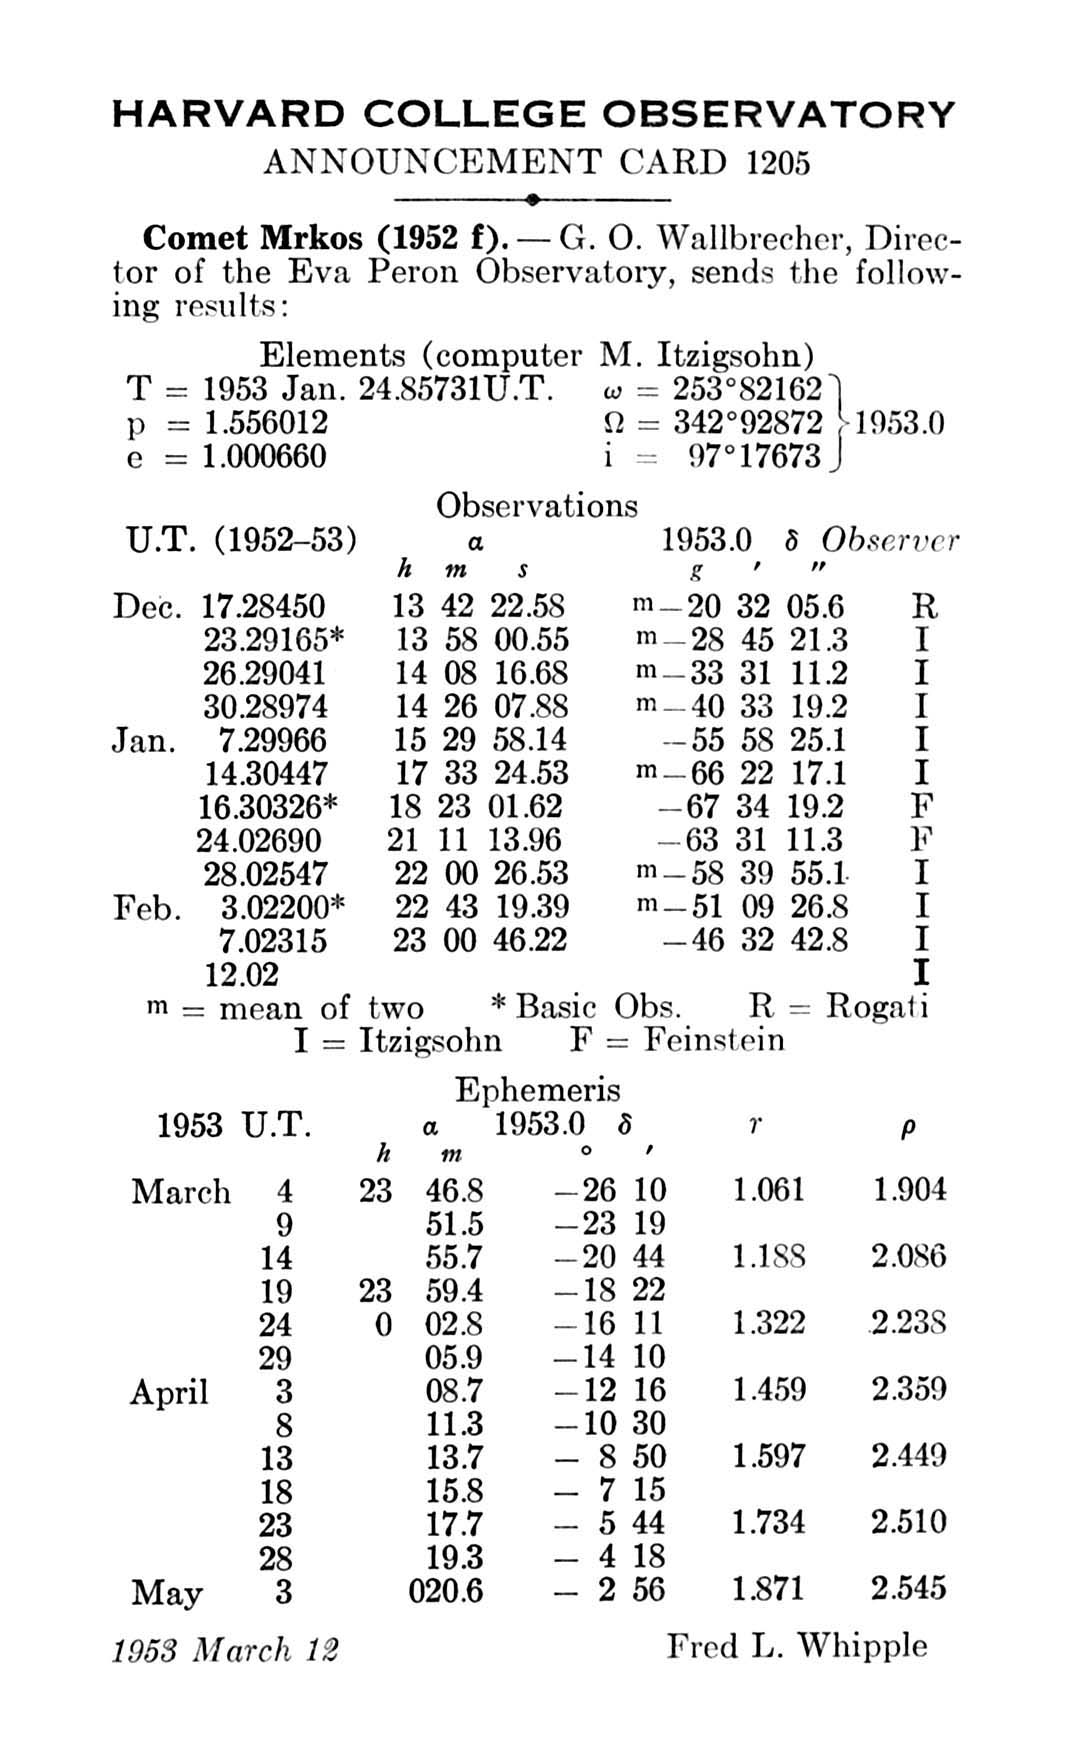 HARVARD COLLEGE OBSERVATORY
ANNOUNCEMENT CARD 1205
Comet Mrkos (1952 f). — G. O. Wallbrecher, Direc-
tor of the Eva Peron Observatory, sends the follow-
ing results:
Elements (computer M. Itzigsohn)
T = 1953 Jan. 24.85731U.T. ω = 253°82162
p = 1.556012 Ω = 342°92872 } 1953.0
e = 1.000660 i = 97°17673
Observations
U.T. (1952–53) α 1953.0 δ Observer
h m s g ′ ″
Dec. 17.28450 13 42 22.58 m—20 32 05.6 R
23.29165* 13 58 00.55 m—28 45 21.3 I
26.29041 14 08 16.68 m—33 31 11.2 I
30.28974 14 26 07.88 m—40 33 19.2 I
Jan. 7.29966 15 29 58.14 —55 58 25.1 I
14.30447 17 33 24.53 m—66 22 17.1 I
16.30326* 18 23 01.62 —67 34 19.2 F
24.02690 21 11 13.96 —63 31 11.3 F
28.02547 22 00 26.53 m—58 39 55.1 I
Feb. 3.02200* 22 43 19.39 m—51 09 26.8 I
7.02315 23 00 46.22 —46 32 42.8 I
12.02 I
m = mean of two * Basic Obs. R = Rogati
I = Itzigsohn F = Feinstein
Ephemeris
1953 U.T. α 1953.0 δ r ρ
h m ° ′
March 4 23 46.8 —26 10 1.061 1.904
9 51.5 —23 19
14 55.7 —20 44 1.188 2.086
19 23 59.4 —18 22
24 0 02.8 —16 11 1.322 2.238
29 05.9 —14 10
April 3 08.7 —12 16 1.459 2.359
8 11.3 —10 30
13 13.7 — 8 50 1.597 2.449
18 15.8 — 7 15
23 17.7 — 5 44 1.734 2.510
28 19.3 — 4 18
May 3 020.6 — 2 56 1.871 2.545
1953 March 12 Fred L. Whipple